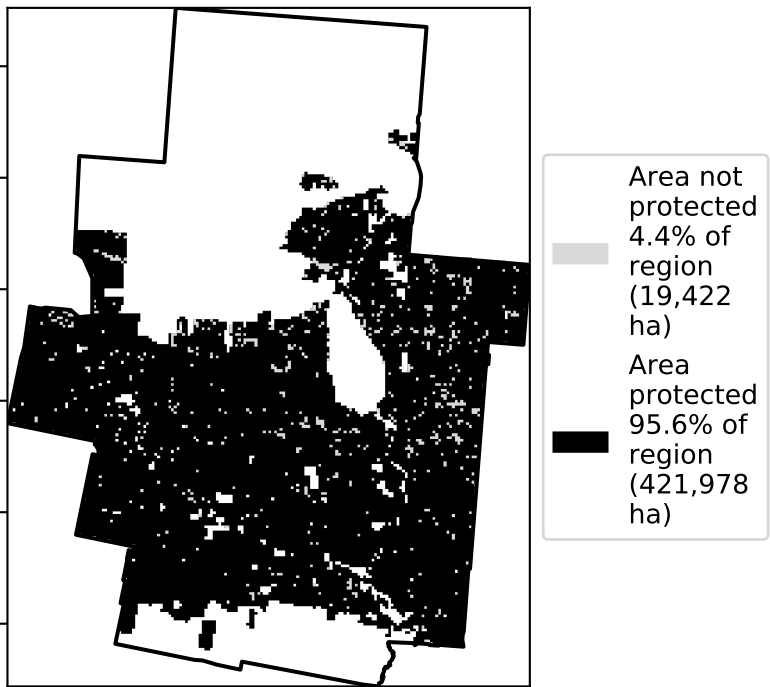 Area not
protected
4.4% of
region
(19,422
ha)
Area
protected
95.6% of
region
(421,978
ha)